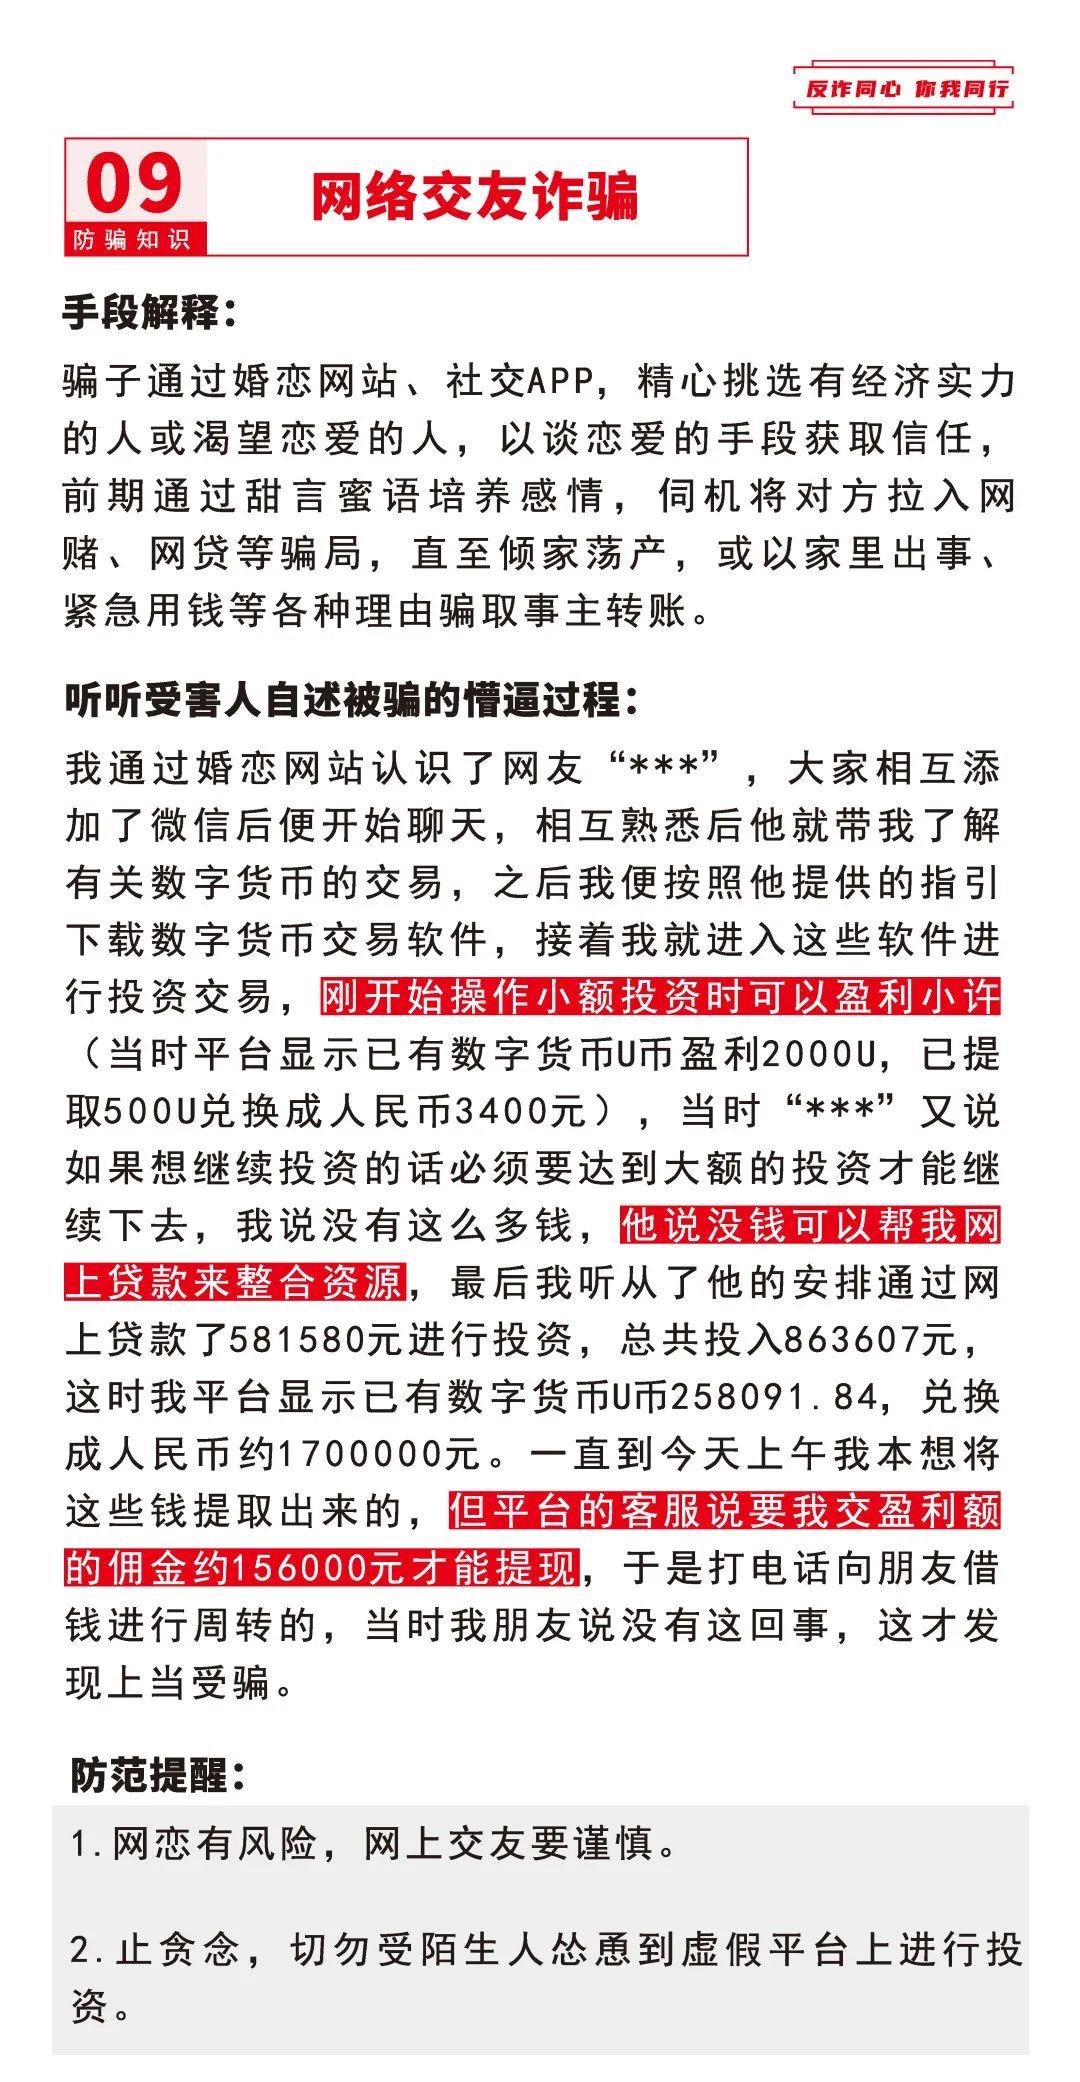 反诈同心 你我同行
09
防骗知识
网络交友诈骗
手段解释：
骗子通过婚恋网站、社交APP，精心挑选有经济实力
的人或渴望恋爱的人，以谈恋爱的手段获取信任，
前期通过甜言蜜语培养感情，伺机将对方拉入网
赌、网贷等骗局，直至倾家荡产，或以家里出事、
紧急用钱等各种理由骗取事主转账。
听听受害人自述被骗的懵逼过程：
我通过婚恋网站认识了网友“***”，大家相互添
加了微信后便开始聊天，相互熟悉后他就带我了解
有关数字货币的交易，之后我便按照他提供的指引
下载数字货币交易软件，接着我就进入这些软件进
行投资交易，刚开始操作小额投资时可以盈利小许
（当时平台显示已有数字货币U币盈利2000U，已提
取500U兑换成人民币3400元），当时“***”又说
如果想继续投资的话必须要达到大额的投资才能继
续下去，我说没有这么多钱，他说没钱可以帮我网
上贷款来整合资源，最后我听从了他的安排通过网
上贷款了581580元进行投资，总共投入863607元，
这时我平台显示已有数字货币U币258091.84，兑换
成人民币约1700000元。一直到今天上午我本想将
这些钱提取出来的，但平台的客服说要我交盈利额
的佣金约156000元才能提现，于是打电话向朋友借
钱进行周转的，当时我朋友说没有这回事，这才发
现上当受骗。
防范提醒：
1.网恋有风险，网上交友要谨慎。
2.止贪念，切勿受陌生人怂恿到虚假平台上进行投
资。